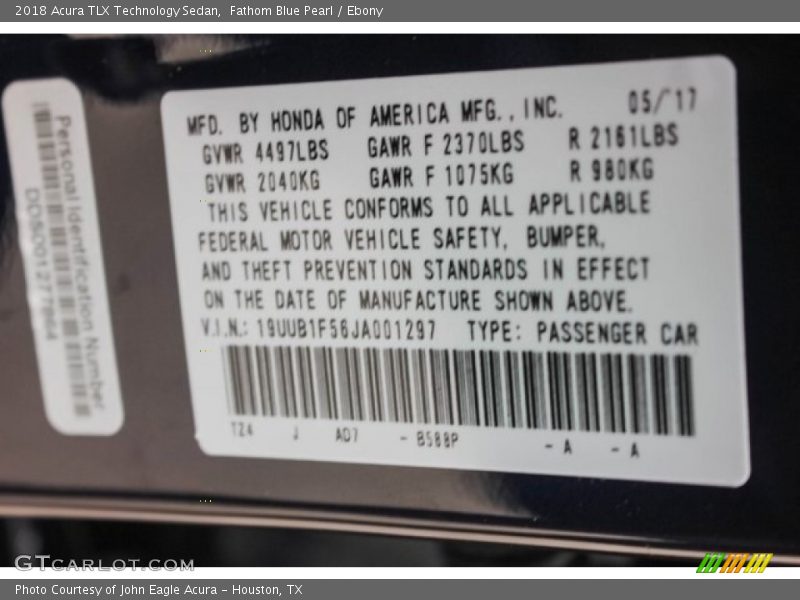 2018 Acura TLX Technology Sedan, Fathom Blue Pearl / Ebony
Personal Identification Number
MFD. BY HONDA OF AMERICA MFG., INC. 05/17
GVWR 4497LBS GAWR F 2370LBS R 2161LBS
GVWR 2040KG GAWR F 1075KG R 980KG
THIS VEHICLE CONFORMS TO ALL APPLICABLE
FEDERAL MOTOR VEHICLE SAFETY, BUMPER,
AND THEFT PREVENTION STANDARDS IN EFFECT
ON THE DATE OF MANUFACTURE SHOWN ABOVE.
V.I.N.: 19UUB1F56JA001297 TYPE: PASSENGER CAR
TZ4 J AD7 - B588P - A - A
GTCARLOT.COM
Photo Courtesy of John Eagle Acura - Houston, TX